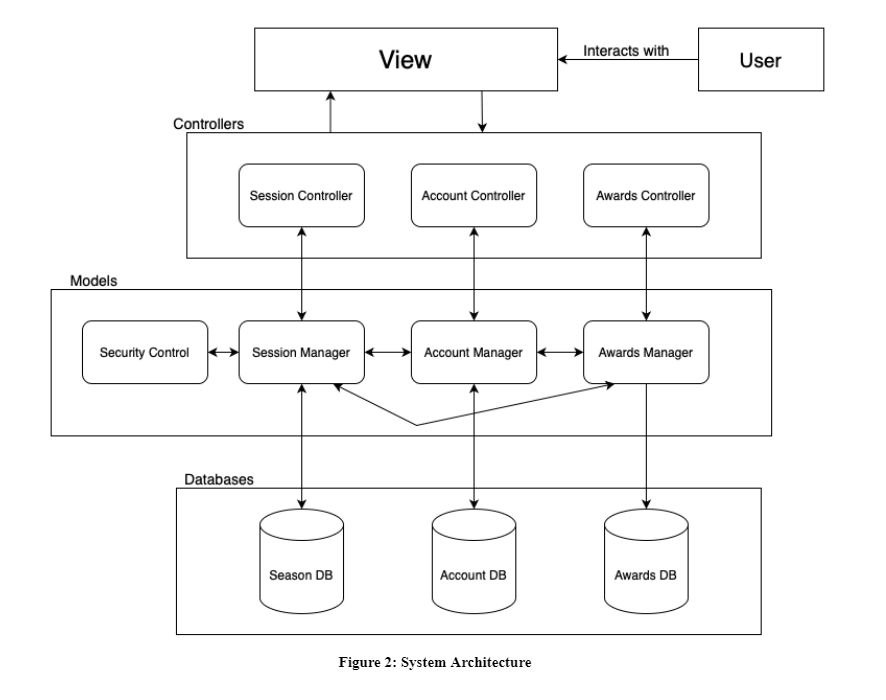 View
Interacts with
User
Controllers
Session Controller
Account Controller
Awards Controller
Models
Security Control
Session Manager
Account Manager
Awards Manager
Databases
Season DB
Account DB
Awards DB
Figure 2: System Architecture